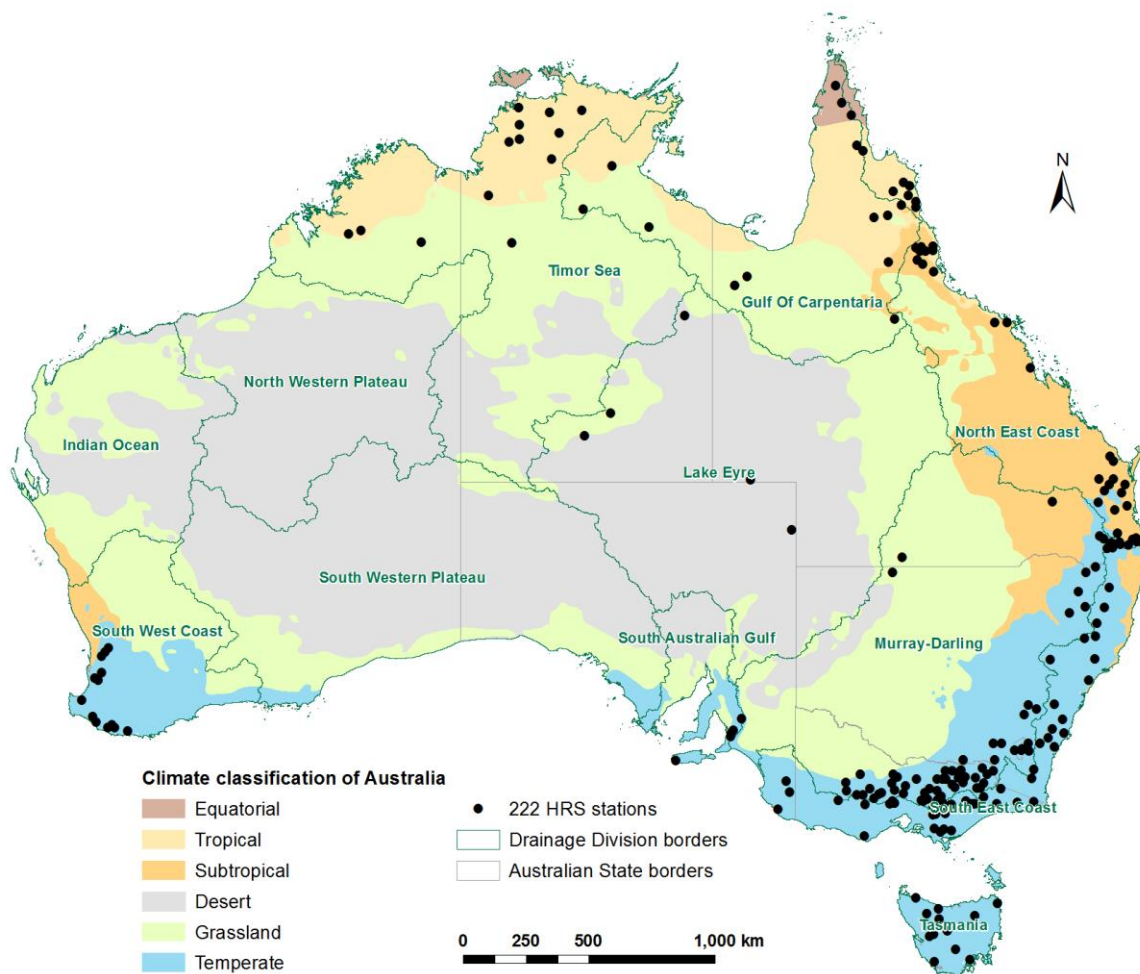 N
Timor Sea
Gulf Of Carpentaria
North Western Plateau
North East Coast
Indian Ocean
Lake Eyre
South Western Plateau
South West Coast
South Australian Gulf
Murray-Darling
South East Coast
Tasmania
Climate classification of Australia
Equatorial
Tropical
Subtropical
Desert
Grassland
Temperate
222 HRS stations
Drainage Division borders
Australian State borders
0 250 500 1,000 km